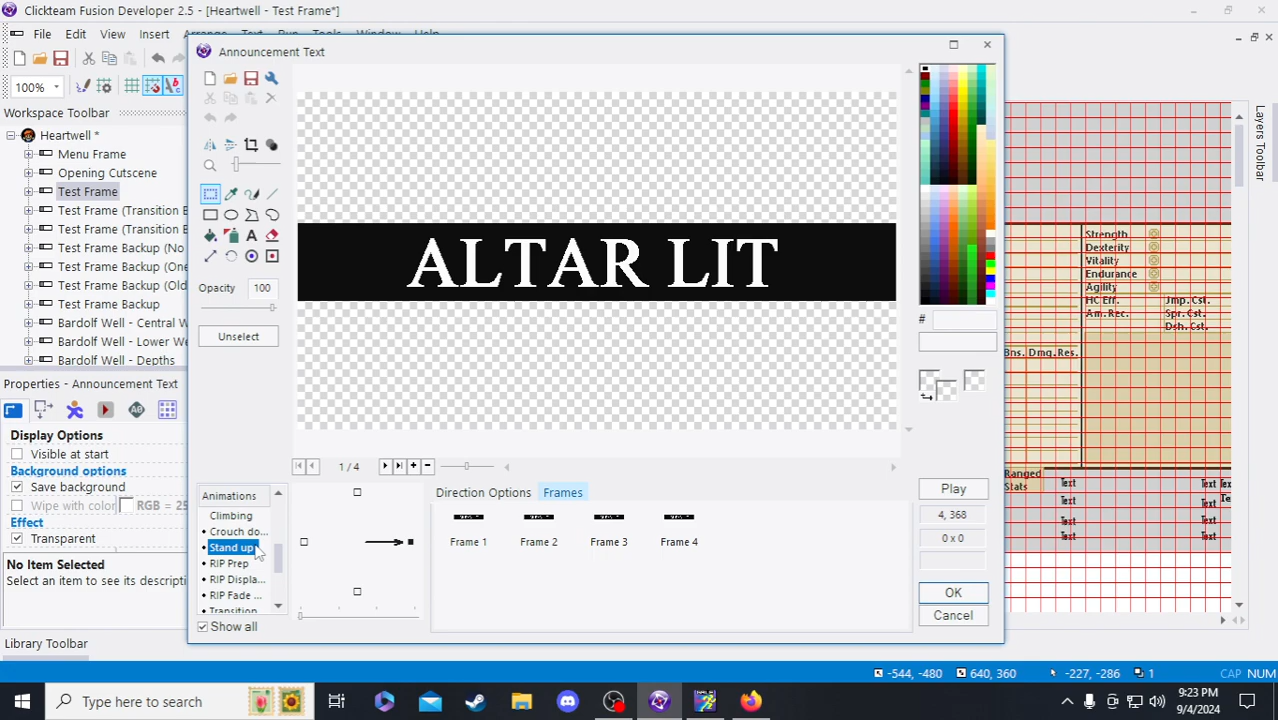 Clickteam Fusion Developer 2.5 - [Heartwell - Test Frame*]
File Edit View Insert Arrange Text Run Tools Window Help
100%
Workspace Toolbar
Heartwell *
Menu Frame
Opening Cutscene
Test Frame
Test Frame (Transition B
Test Frame (Transition B
Test Frame Backup (No
Test Frame Backup (One
Test Frame Backup (Old
Test Frame Backup
Bardolf Well - Central W
Bardolf Well - Lower We
Bardolf Well - Depths
Properties - Announcement Text
Display Options
Visible at start
Background options
Save background
Wipe with color RGB = 25
Effect
Transparent
No Item Selected
Select an item to see its descripti
Library Toolbar
Announcement Text
Opacity 100
Unselect
ALTAR LIT
#
1 / 4
Animations
Climbing
Crouch do...
Stand up
RIP Prep
RIP Displa...
RIP Fade ...
Transition
Show all
Direction Options Frames
Frame 1 Frame 2 Frame 3 Frame 4
Play
4, 368
0 x 0
OK
Cancel
Layers Toolbar
Strength
Dexterity
Vitality
Endurance
Agility
HC Eff. Jmp. Cst.
Am. Rec. Spr. Cst.
Dsh. Cst.
Bns. Dmg. Res.
Ranged
Stats
Text Text
Text Text
Text Text
Text Text
-544, -480 640, 360 -227, -286 1 CAP NUM
Type here to search
9:23 PM
9/4/2024